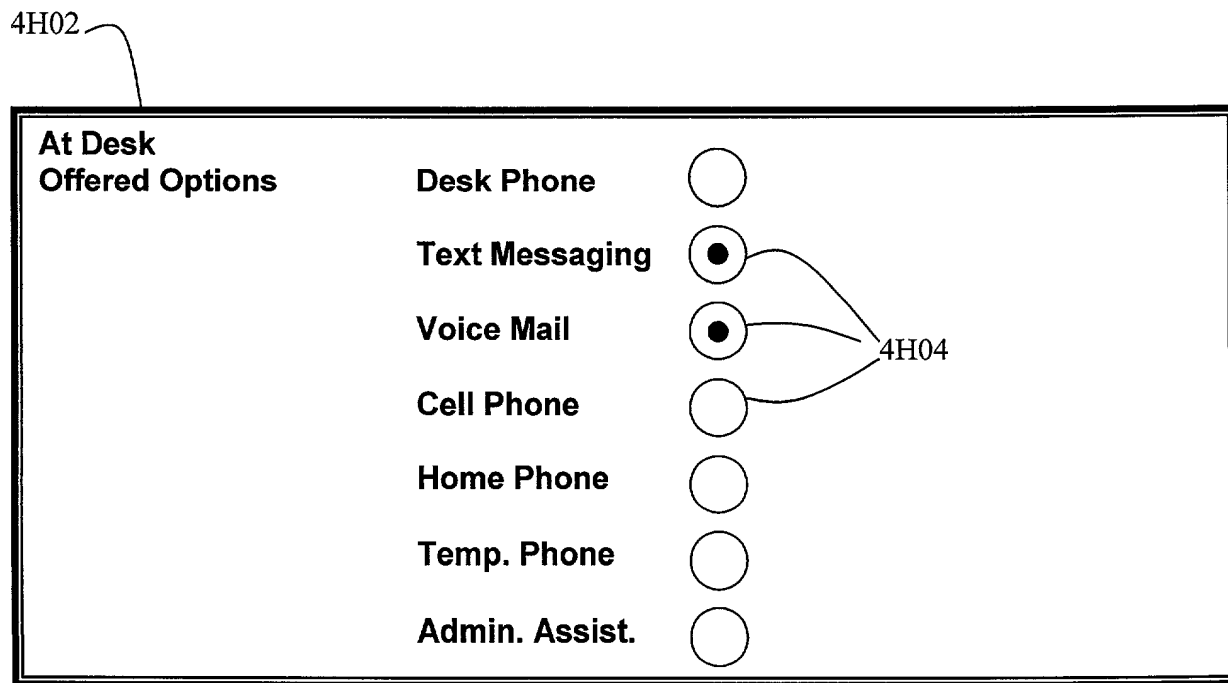 4H02
At Desk
Offered Options
Desk Phone
Text Messaging
Voice Mail
4H04
Cell Phone
Home Phone
Temp. Phone
Admin. Assist.